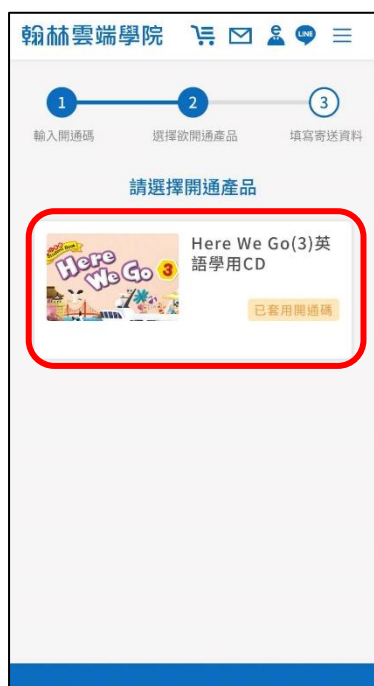 翰林雲端學院
LINE
1
2
3
輸入開通碼
選擇欲開通產品
填寫寄送資料
請選擇開通產品
Here We Go 3
Here We Go(3)英
語學用CD
已套用開通碼